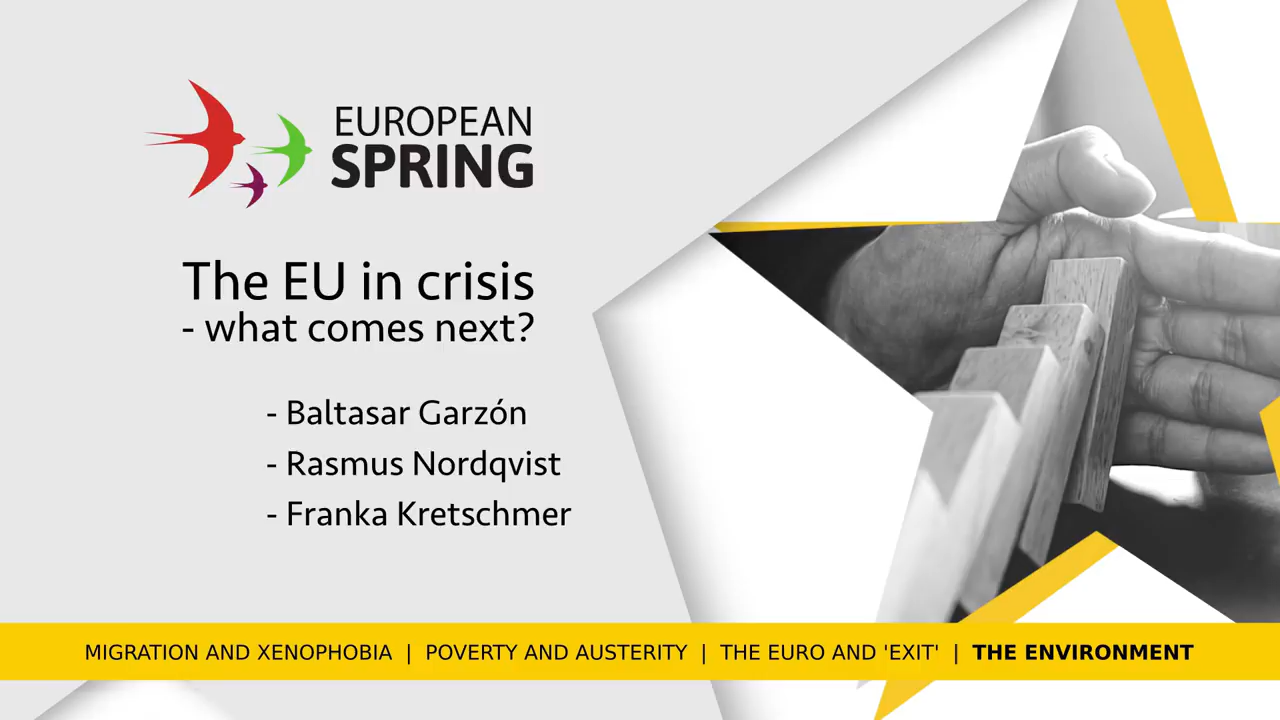 EUROPEAN
SPRING
The EU in crisis
- what comes next?
- Baltasar Garzón
- Rasmus Nordqvist
- Franka Kretschmer
MIGRATION AND XENOPHOBIA | POVERTY AND AUSTERITY | THE EURO AND 'EXIT' | THE ENVIRONMENT